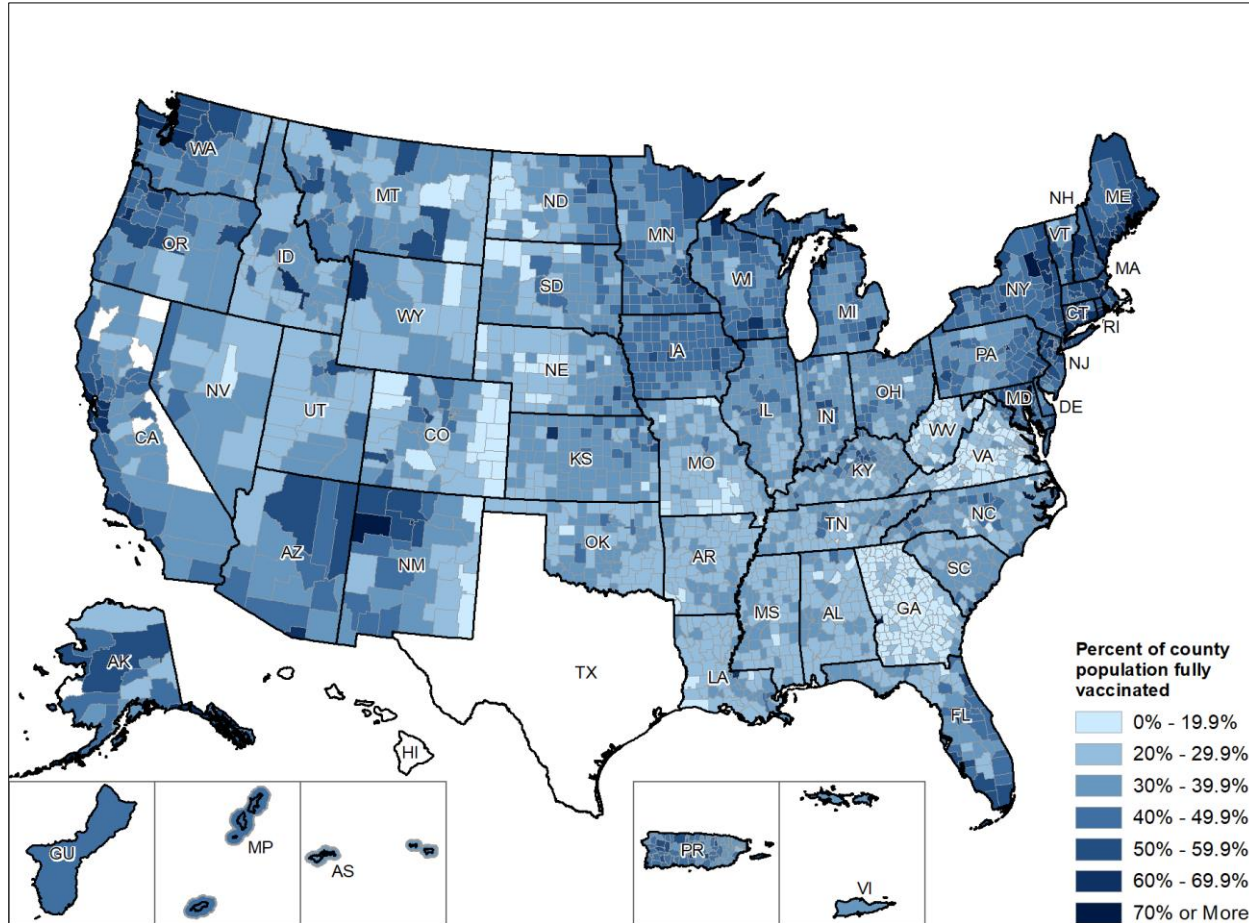 WA
MT
ND
MN
OR
ID
SD
WI
WY
MI
NH
VT
ME
MA
NY
CT
RI
NV
UT
NE
IA
PA
NJ
CA
CO
IL
IN
OH
MD
DE
WV
KS
MO
KY
VA
AZ
NM
OK
AR
TN
NC
SC
MS
AL
GA
LA
TX
FL
AK
HI
GU
MP
AS
PR
VI
Percent of county
population fully
vaccinated
0% - 19.9%
20% - 29.9%
30% - 39.9%
40% - 49.9%
50% - 59.9%
60% - 69.9%
70% or More